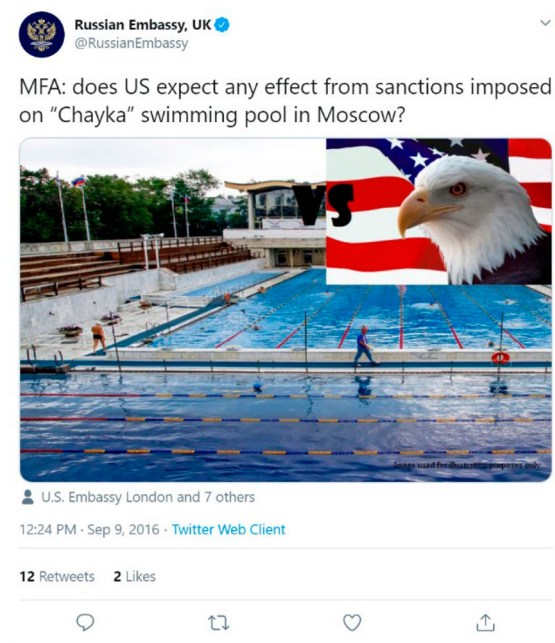 Russian Embassy, UK
@RussianEmbassy
MFA: does US expect any effect from sanctions imposed
on “Chayka” swimming pool in Moscow?
VS
Image used for illustration purposes only
U.S. Embassy London and 7 others
12:24 PM · Sep 9, 2016 · Twitter Web Client
12 Retweets 2 Likes